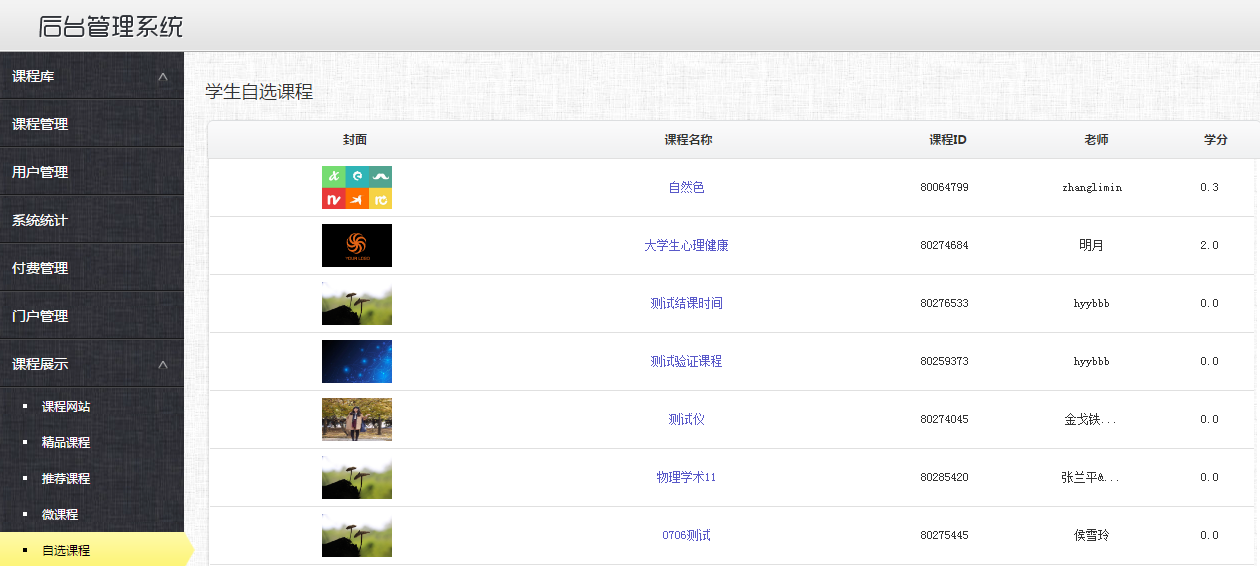 后台管理系统
课程库
课程管理
用户管理
系统统计
付费管理
门户管理
课程展示
课程网站
精品课程
推荐课程
微课程
自选课程
学生自选课程
封面 课程名称 课程ID 老师 学分
自然色 80064799 zhanglimin 0.3
YOUR LOGO
大学生心理健康 80274684 明月 2.0
测试结课时间 80276533 hyybbb 0.0
测试验证课程 80259373 hyybbb 0.0
测试仪 80274045 金戈铁... 0.0
物理学术11 80285420 张兰平&... 0.0
0706测试 80275445 侯雪玲 0.0